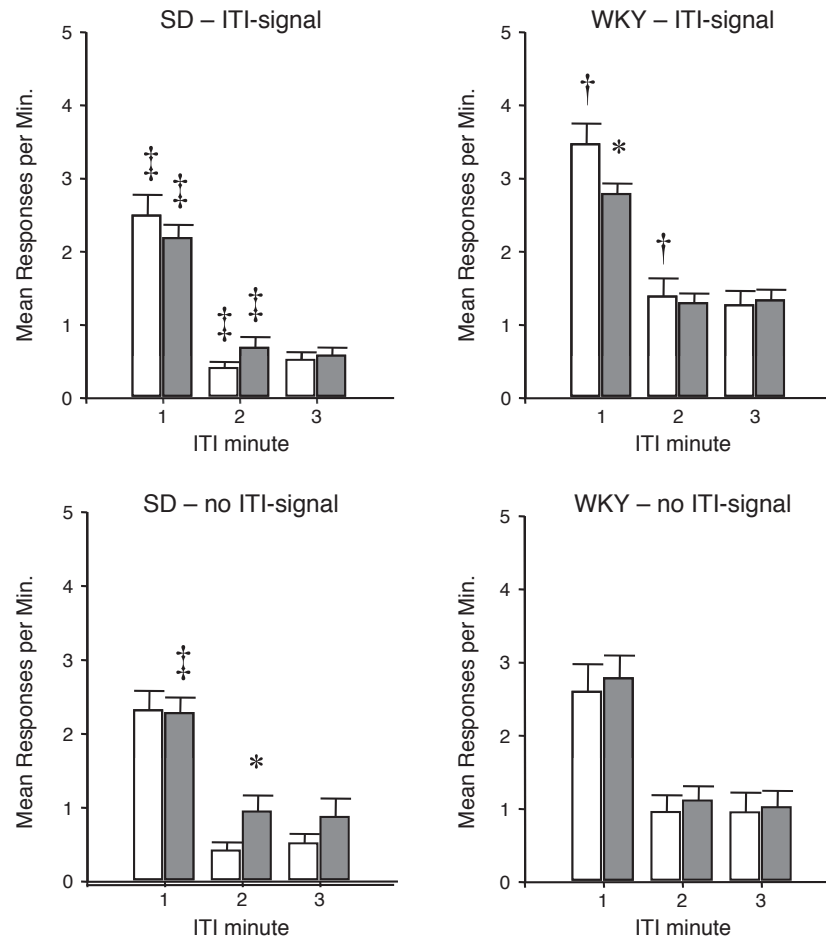 SD – ITI-signal
5
4
3
2
1
0
Mean Responses per Min.
‡ ‡
‡ ‡
1 2 3
ITI minute
WKY – ITI-signal
5
4
3
2
1
0
Mean Responses per Min.
†
*
†
1 2 3
ITI minute
SD – no ITI-signal
5
4
3
2
1
0
Mean Responses per Min.
‡
*
1 2 3
ITI minute
WKY – no ITI-signal
5
4
3
2
1
0
Mean Responses per Min.
1 2 3
ITI minute